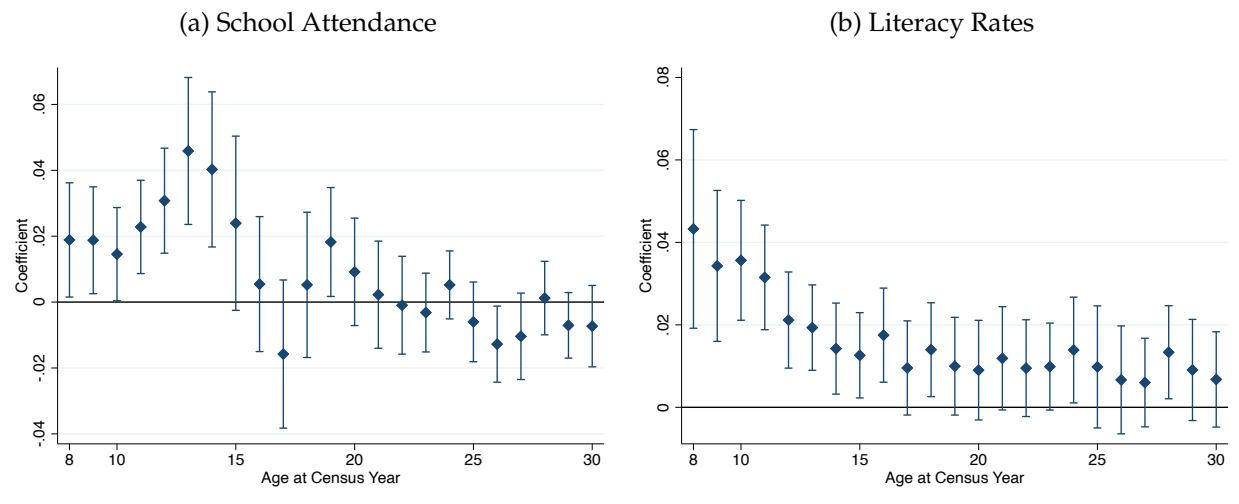 (a) School Attendance
Coefficient
.06
.04
.02
0
-.02
-.04
8 10 15 20 25 30
Age at Census Year
(b) Literacy Rates
Coefficient
.08
.06
.04
.02
0
8 10 15 20 25 30
Age at Census Year